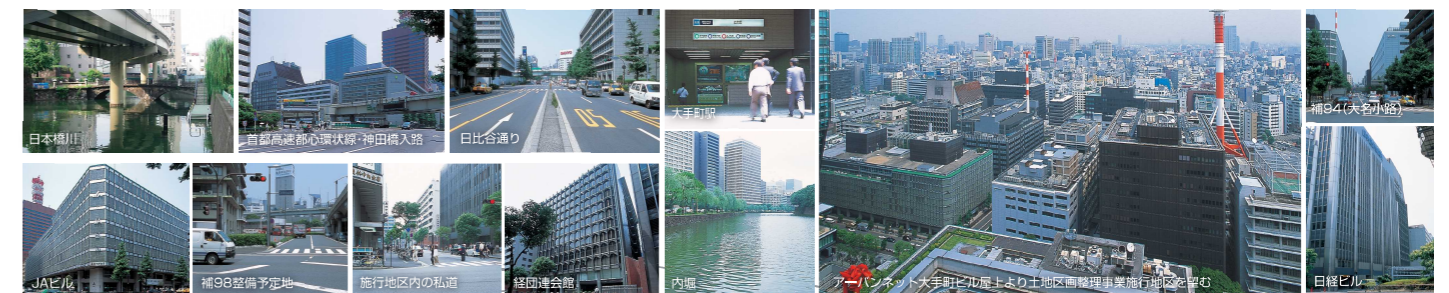 日本橋川
首都高速都心環状線・神田橋入路
日比谷通り
大手町駅
補94(大名小路)
JAビル
補98整備予定地
施行地区内の私道
経団連会館
内堀
アーバンネット大手町ビル屋上より土地区画整理事業施行地区を望む
日経ビル